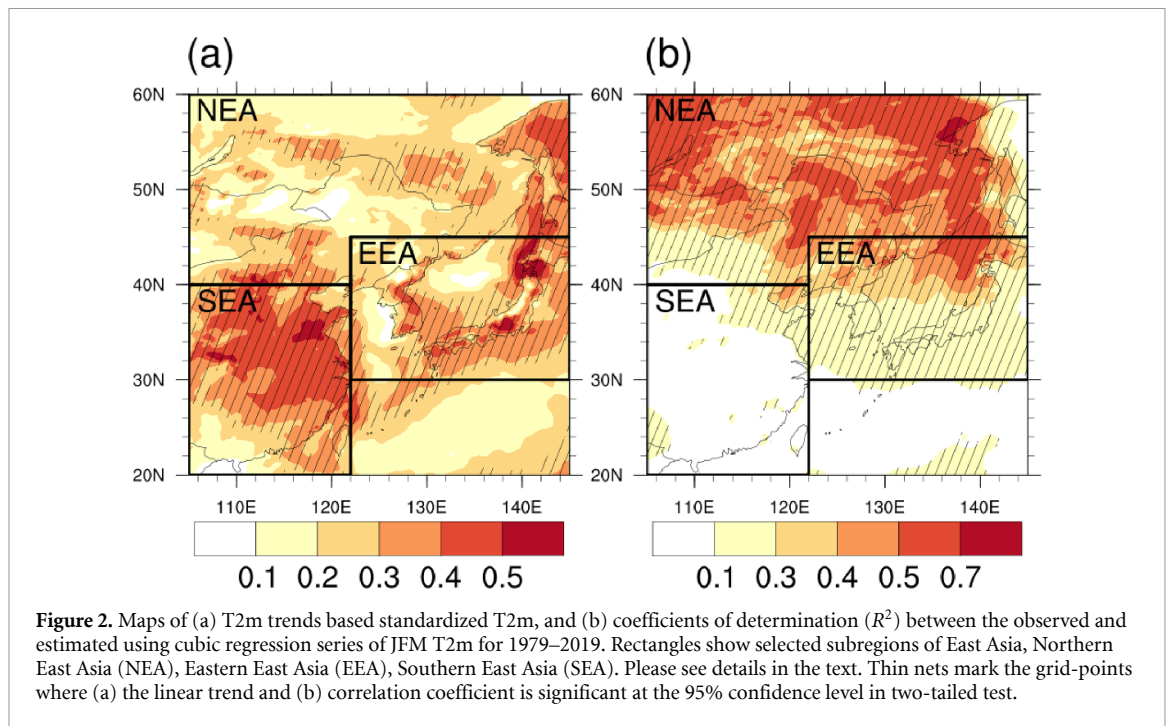 (a)
60N
NEA
50N
EEA
40N
SEA
30N
20N
110E 120E 130E 140E
0.1 0.2 0.3 0.4 0.5
(b)
60N
NEA
50N
EEA
40N
SEA
30N
20N
110E 120E 130E 140E
0.1 0.3 0.5 0.7
Figure 2. Maps of (a) T2m trends based standardized T2m, and (b) coefficients of determination (R²) between the observed and
estimated using cubic regression series of JFM T2m for 1979–2019. Rectangles show selected subregions of East Asia, Northern
East Asia (NEA), Eastern East Asia (EEA), Southern East Asia (SEA). Please see details in the text. Thin nets mark the grid-points
where (a) the linear trend and (b) correlation coefficient is significant at the 95% confidence level in two-tailed test.